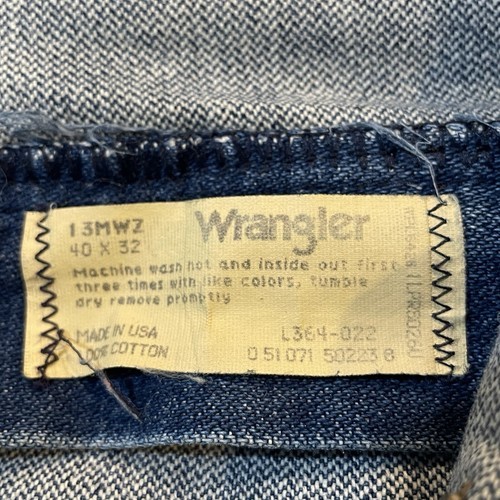 13MWZ
Wrangler
40 X 32
Machine wash hot and inside out first
three times with like colors, tumble
dry remove promptly
MADE IN USA
100% COTTON
L364-022
0 51071 50223 8